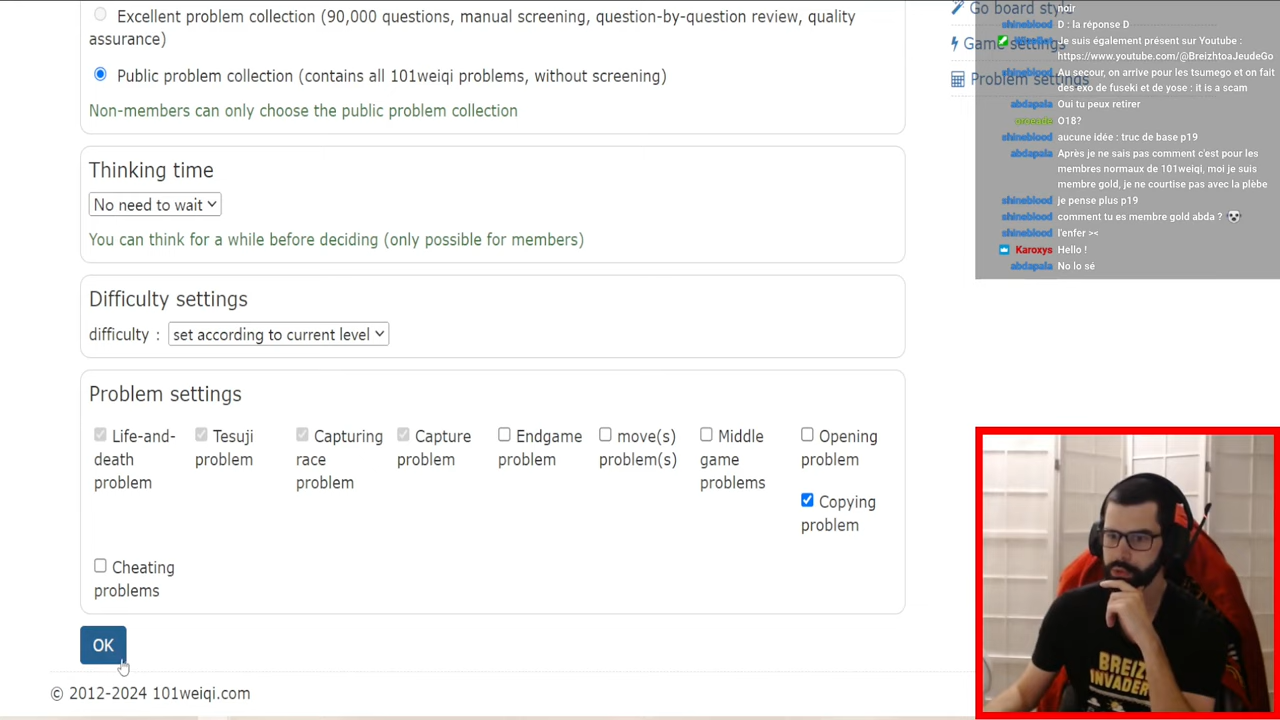 Excellent problem collection (90,000 questions, manual screening, question-by-question review, quality
assurance)
Public problem collection (contains all 101weiqi problems, without screening)
Non-members can only choose the public problem collection
Thinking time
No need to wait
You can think for a while before deciding (only possible for members)
Difficulty settings
difficulty : set according to current level
Problem settings
Life-and-
death
problem
Tesuji
problem
Capturing
race
problem
Capture
problem
Endgame
problem
move(s)
problem(s)
Middle
game
problems
Opening
problem
Copying
problem
Cheating
problems
OK
© 2012-2024 101weiqi.com
Go board style
Game settings
Problem settings
noir
shineblood D : la réponse D
Je suis également présent sur Youtube :
https://www.youtube.com/@BreizhtoaJeudeGo
shineblood Au secour, on arrive pour les tsumego et on fait
des exo de fuseki et de yose : it is a scam
abdapala Oui tu peux retirer
O18?
shineblood aucune idée : truc de base p19
abdapala Après je ne sais pas comment c'est pour les
membres normaux de 101weiqi, moi je suis
membre gold, je ne courtise pas avec la plèbe
shineblood je pense plus p19
shineblood comment tu es membre gold abda ?
shineblood l'enfer ><
Karoxys Hello !
abdapala No lo sé
BREIZ
INVADER